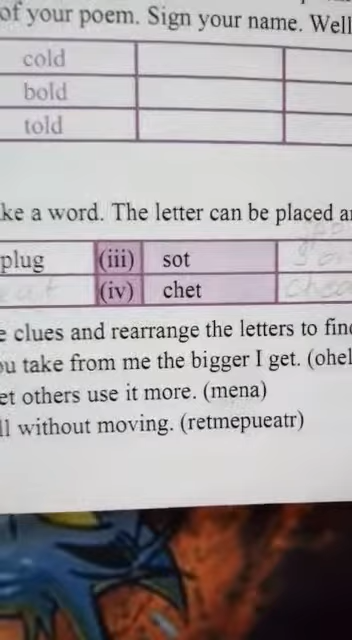 of your poem. Sign your name. Well
cold
bold
told
ke a word. The letter can be placed a
plug (iii) sot
(iv) chet
e clues and rearrange the letters to find
ou take from me the bigger I get. (ohel
et others use it more. (mena)
ll without moving. (retmepueatr)